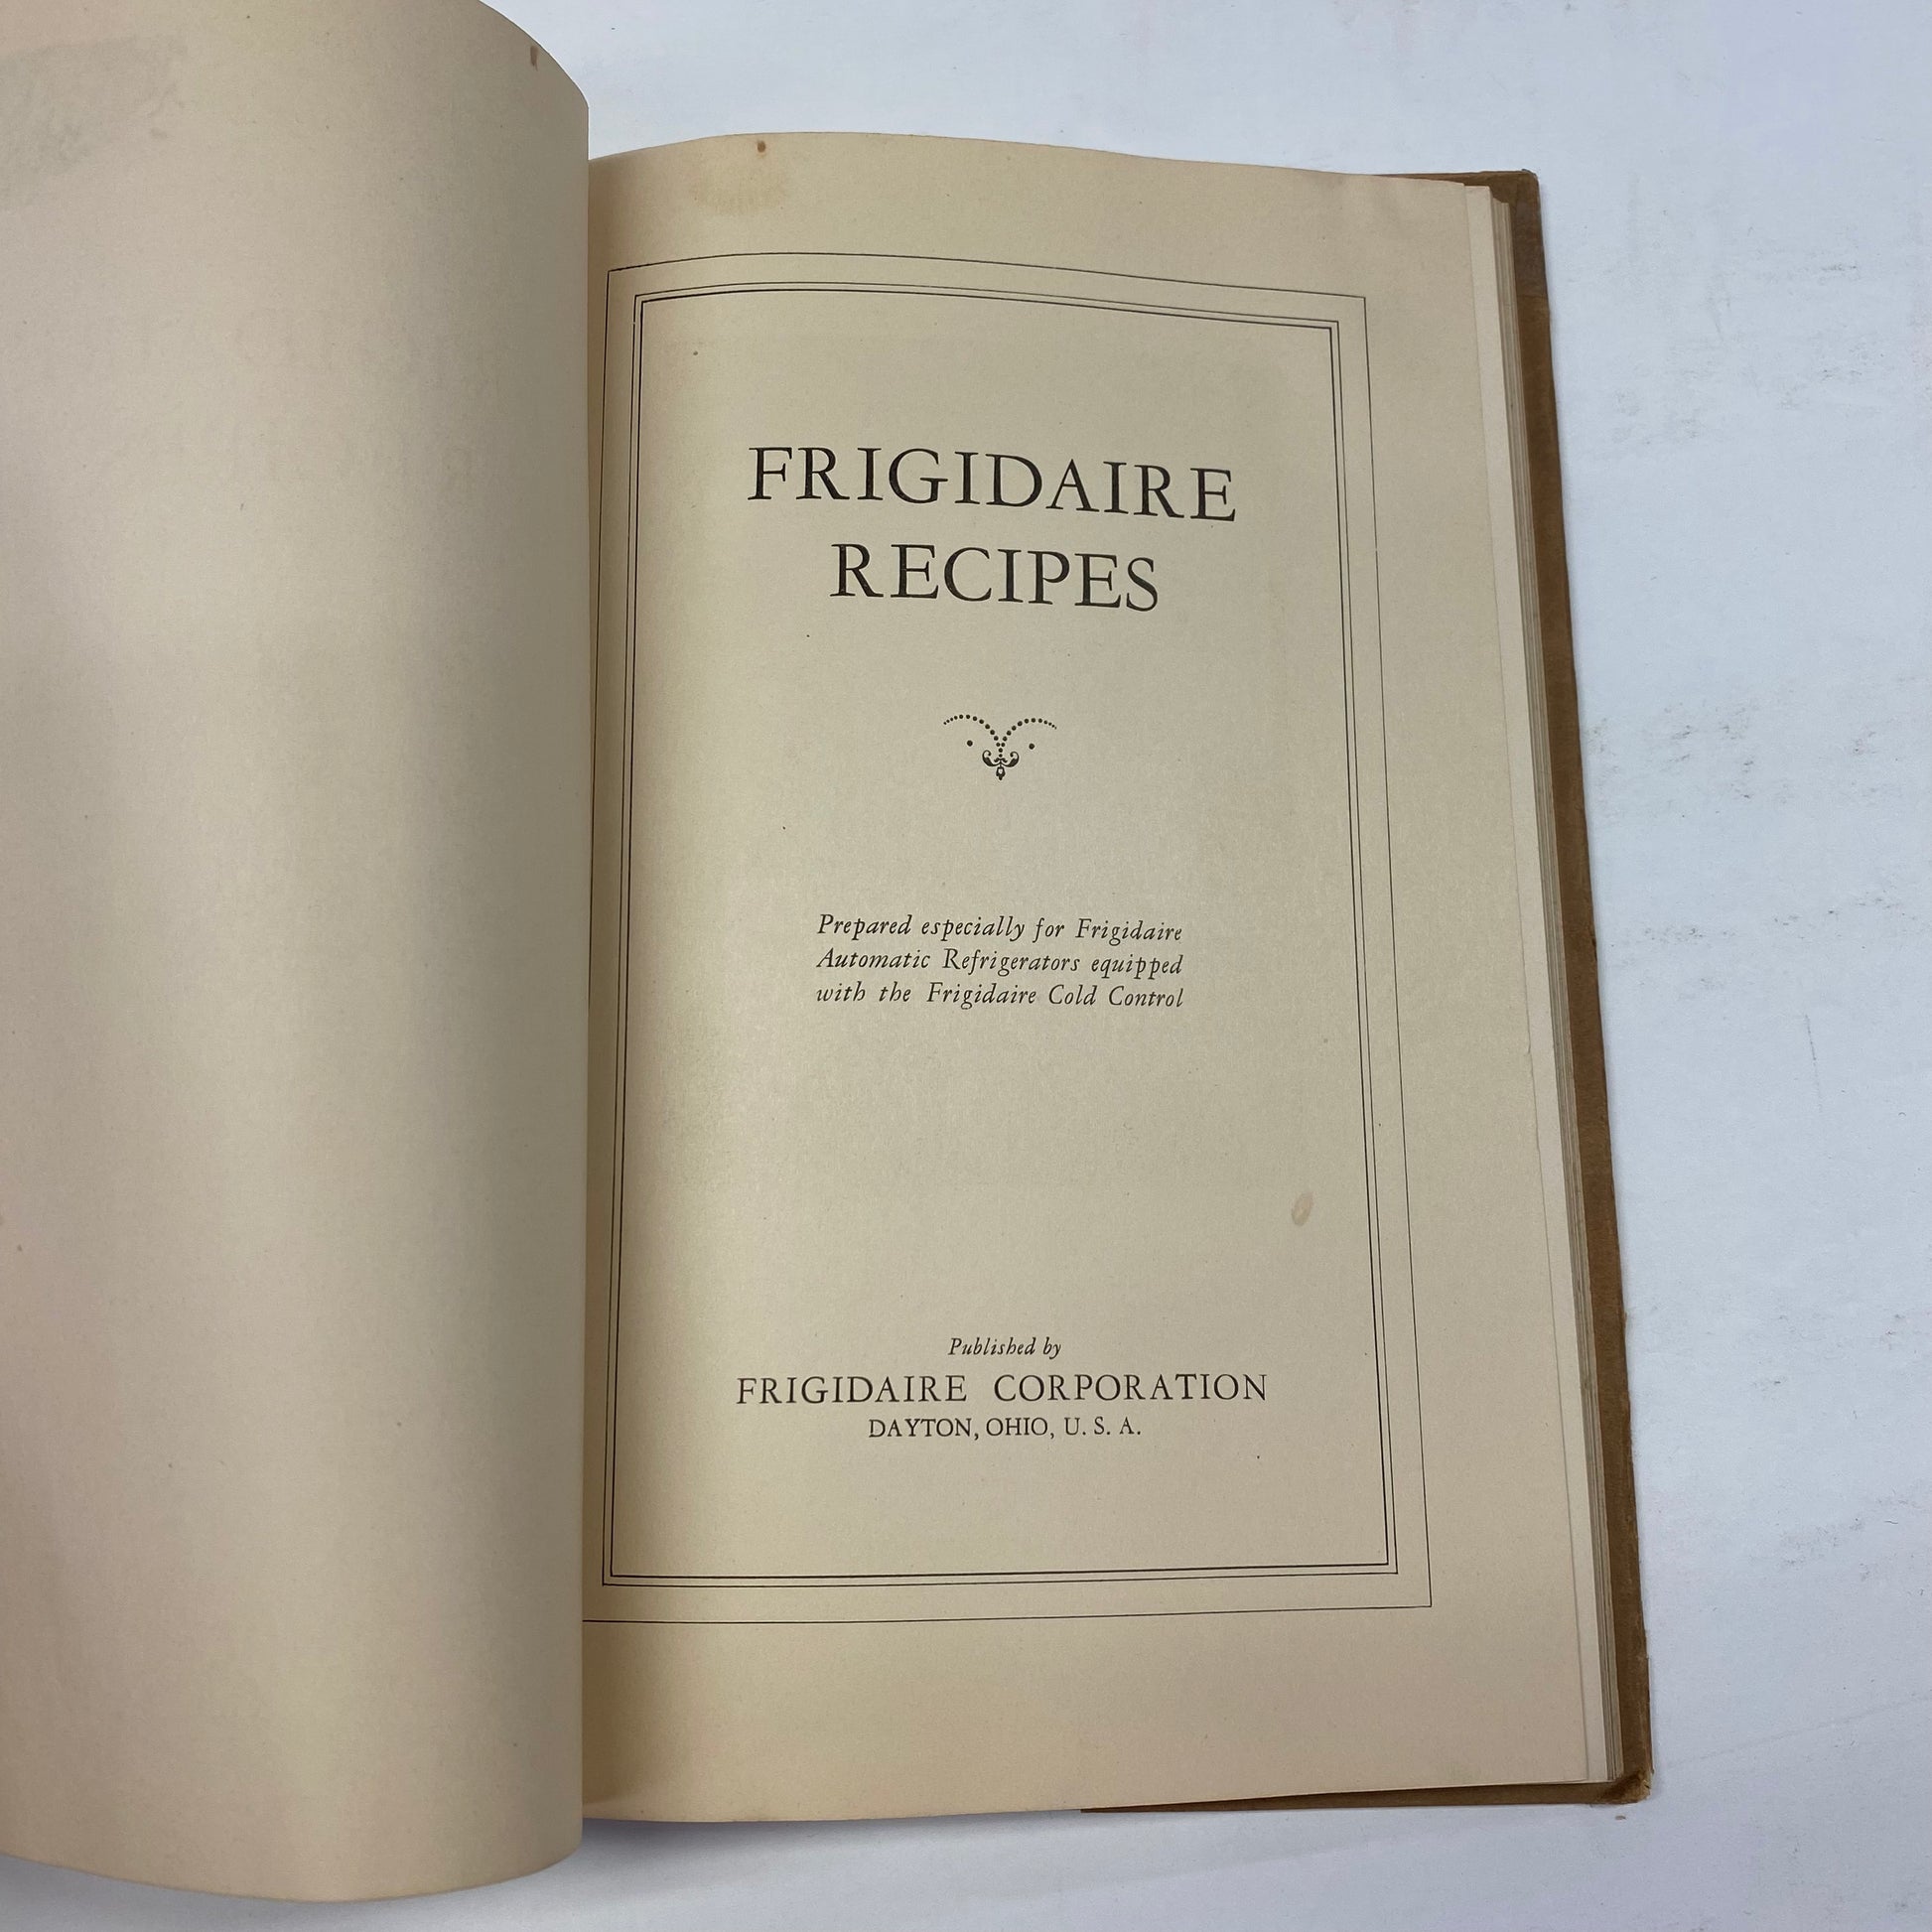 FRIGIDAIRE
RECIPES
Prepared especially for Frigidaire
Automatic Refrigerators equipped
with the Frigidaire Cold Control
Published by
FRIGIDAIRE CORPORATION
DAYTON, OHIO, U. S. A.